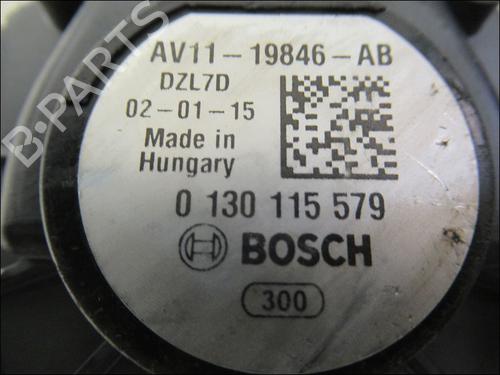 AV11-19846-AB
DZL7D
02-01-15
Made in
Hungary
0 130 115 579
BOSCH
300
B-PARTS